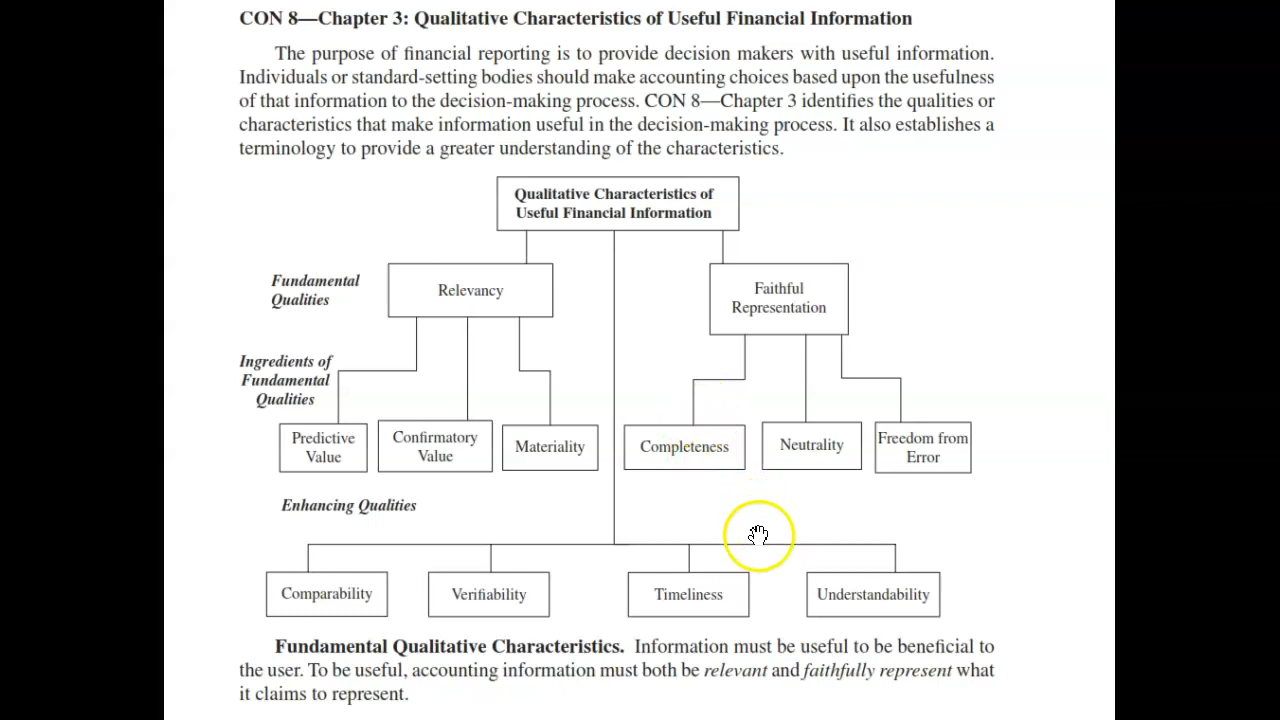 CON 8—Chapter 3: Qualitative Characteristics of Useful Financial Information
The purpose of financial reporting is to provide decision makers with useful information.
Individuals or standard-setting bodies should make accounting choices based upon the usefulness
of that information to the decision-making process. CON 8—Chapter 3 identifies the qualities or
characteristics that make information useful in the decision-making process. It also establishes a
terminology to provide a greater understanding of the characteristics.
Qualitative Characteristics of
Useful Financial Information
Fundamental
Qualities
Relevancy
Faithful
Representation
Ingredients of
Fundamental
Qualities
Predictive
Value
Confirmatory
Value
Materiality
Completeness
Neutrality
Freedom from
Error
Enhancing Qualities
Comparability
Verifiability
Timeliness
Understandability
Fundamental Qualitative Characteristics. Information must be useful to be beneficial to
the user. To be useful, accounting information must both be relevant and faithfully represent what
it claims to represent.